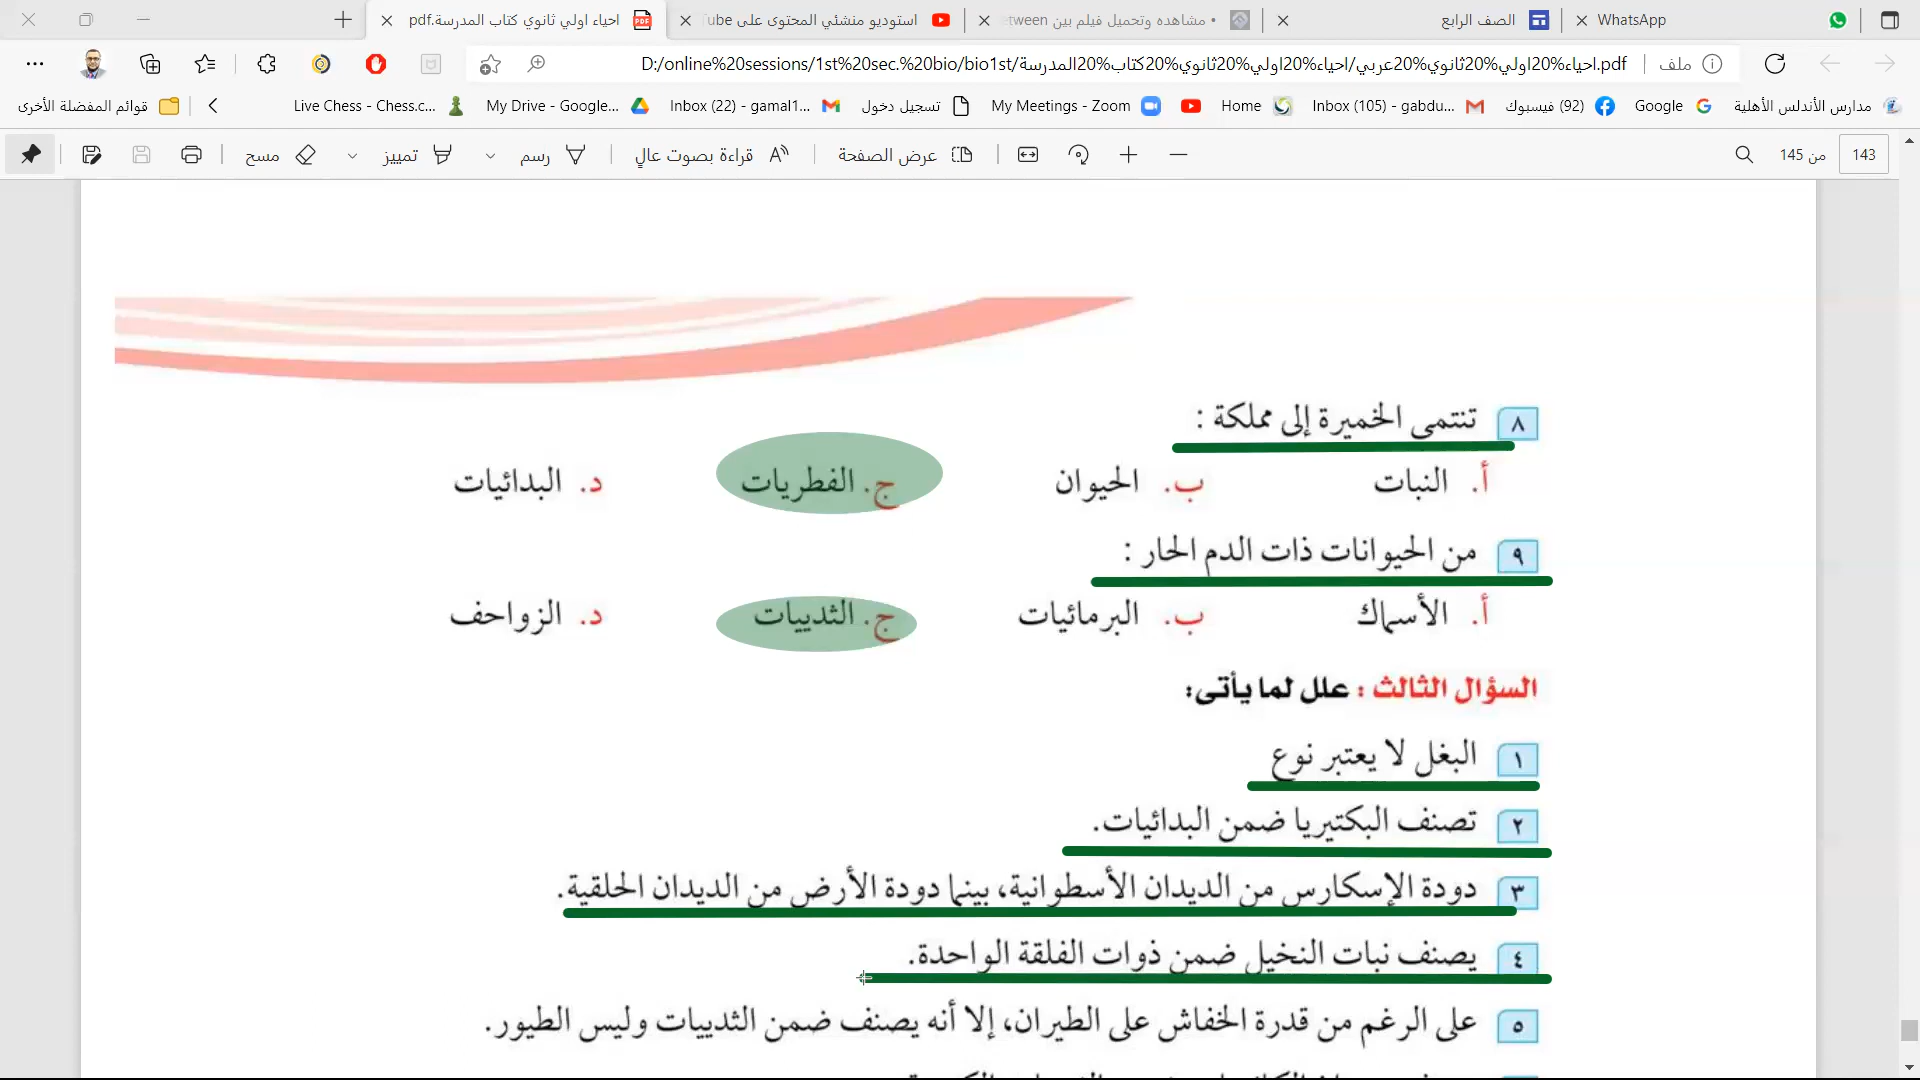 احياء اولي ثانوي كتاب المدرسة.pdf
استوديو منشئي المحتوى على
مشاهده وتحميل فيلم بين
الصف الرابع
WhatsApp
D:/online%20sessions/1st%20sec.%20bio/bio1st/احياء%20اولي%20ثانوي%20عربي/احياء%20اولي%20ثانوي%20كتاب%20المدرسة.pdf
ملف
مدارس الأندلس الأهلية
Google
(92) فيسبوك
Inbox (105) - gabdu...
Home
My Meetings - Zoom
تسجيل دخول
Inbox (22) - gamal1...
My Drive - Google...
Live Chess - Chess.c...
قوائم المفضلة الأخرى
143 من 145
عرض الصفحة
قراءة بصوت عالٍ
رسم
تمييز
مسح
٨ تنتمى الخميرة إلى مملكة :
أ. النبات ب. الحيوان ج. الفطريات د. البدائيات
٩ من الحيوانات ذات الدم الحار :
أ. الأسماك ب. البرمائيات ج. الثدييات د. الزواحف
السؤال الثالث : علل لما يأتى:
١ البغل لا يعتبر نوع
٢ تصنف البكتيريا ضمن البدائيات.
٣ دودة الإسكارس من الديدان الأسطوانية، بينما دودة الأرض من الديدان الحلقية.
٤ يصنف نبات النخيل ضمن ذوات الفلقة الواحدة.
٥ على الرغم من قدرة الخفاش على الطيران، إلا أنه يصنف ضمن الثدييات وليس الطيور.